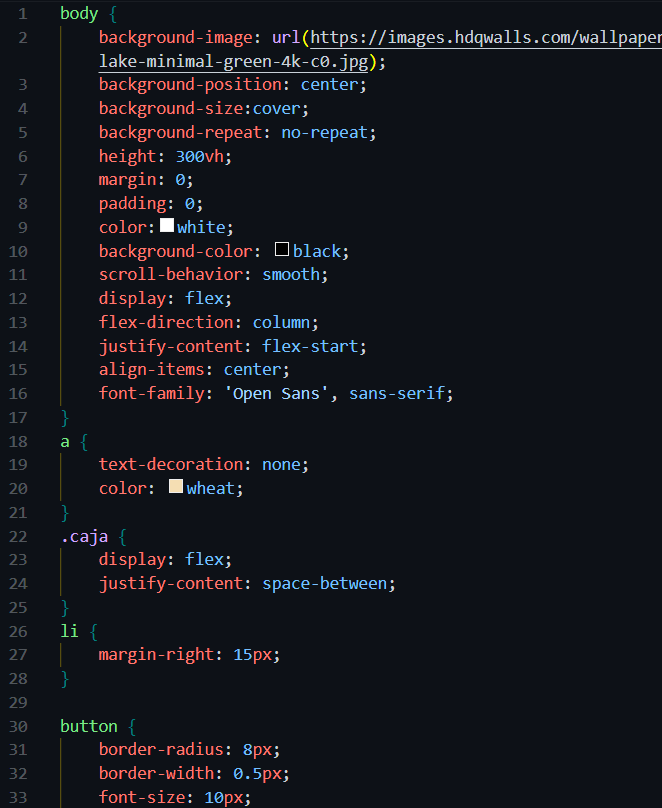 1 body {
2 background-image: url(https://images.hdqwalls.com/wallpaper
lake-minimal-green-4k-c0.jpg);
3 background-position: center;
4 background-size:cover;
5 background-repeat: no-repeat;
6 height: 300vh;
7 margin: 0;
8 padding: 0;
9 color: white;
10 background-color: black;
11 scroll-behavior: smooth;
12 display: flex;
13 flex-direction: column;
14 justify-content: flex-start;
15 align-items: center;
16 font-family: 'Open Sans', sans-serif;
17 }
18 a {
19 text-decoration: none;
20 color: wheat;
21 }
22 .caja {
23 display: flex;
24 justify-content: space-between;
25 }
26 li {
27 margin-right: 15px;
28 }
29
30 button {
31 border-radius: 8px;
32 border-width: 0.5px;
33 font-size: 10px;